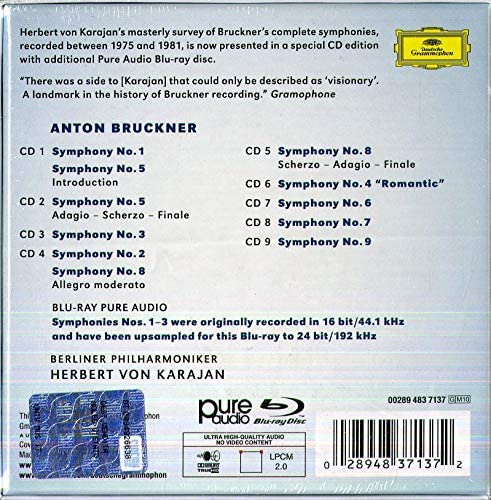 Herbert von Karajan's masterly survey of Bruckner's complete symphonies,
recorded between 1975 and 1981, is now presented in a special CD edition
with additional Pure Audio Blu-ray disc.
"There was a side to [Karajan] that could only be described as 'visionary'.
A landmark in the history of Bruckner recording." Gramophone
Deutsche
Grammophon
ANTON BRUCKNER
CD 1 Symphony No. 1
Symphony No. 5
Introduction
CD 2 Symphony No. 5
Adagio – Scherzo – Finale
CD 3 Symphony No. 3
CD 4 Symphony No. 2
Symphony No. 8
Allegro moderato
CD 5 Symphony No. 8
Scherzo – Adagio – Finale
CD 6 Symphony No. 4 "Romantic"
CD 7 Symphony No. 6
CD 8 Symphony No. 7
CD 9 Symphony No. 9
BLU-RAY PURE AUDIO
Symphonies Nos. 1–3 were originally recorded in 16 bit/44.1 kHz
and have been upsampled for this Blu-ray to 24 bit/192 kHz
BERLINER PHILHARMONIKER
HERBERT VON KARAJAN
00289 483 7137 GM10
pure audio Blu-ray Disc
ULTRA HIGH-QUALITY AUDIO
NO VIDEO CONTENT
LPCM
2.0
0 28948 37137 2